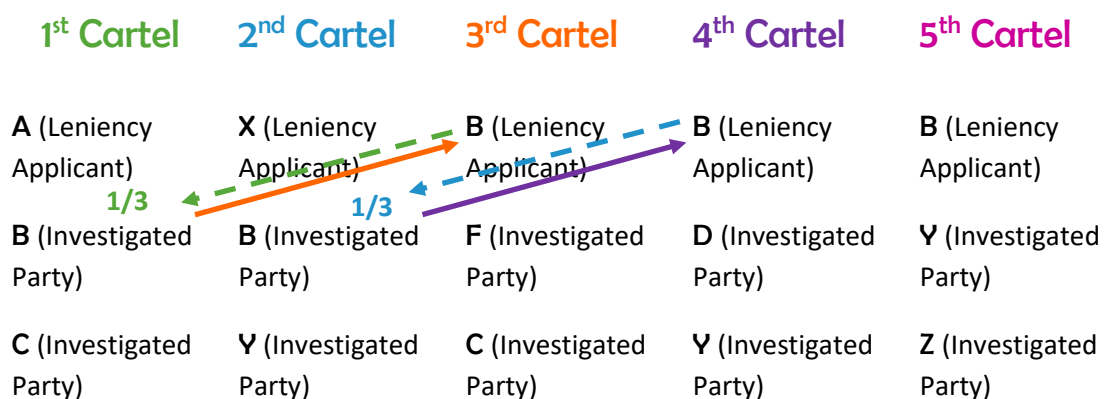 1st Cartel 2nd Cartel 3rd Cartel 4th Cartel 5th Cartel
A (Leniency X (Leniency B (Leniency B (Leniency B (Leniency
Applicant) Applicant) Applicant) Applicant) Applicant)
1/3 1/3
B (Investigated B (Investigated F (Investigated D (Investigated Y (Investigated
Party) Party) Party) Party) Party)
C (Investigated Y (Investigated C (Investigated Y (Investigated Z (Investigated
Party) Party) Party) Party) Party)